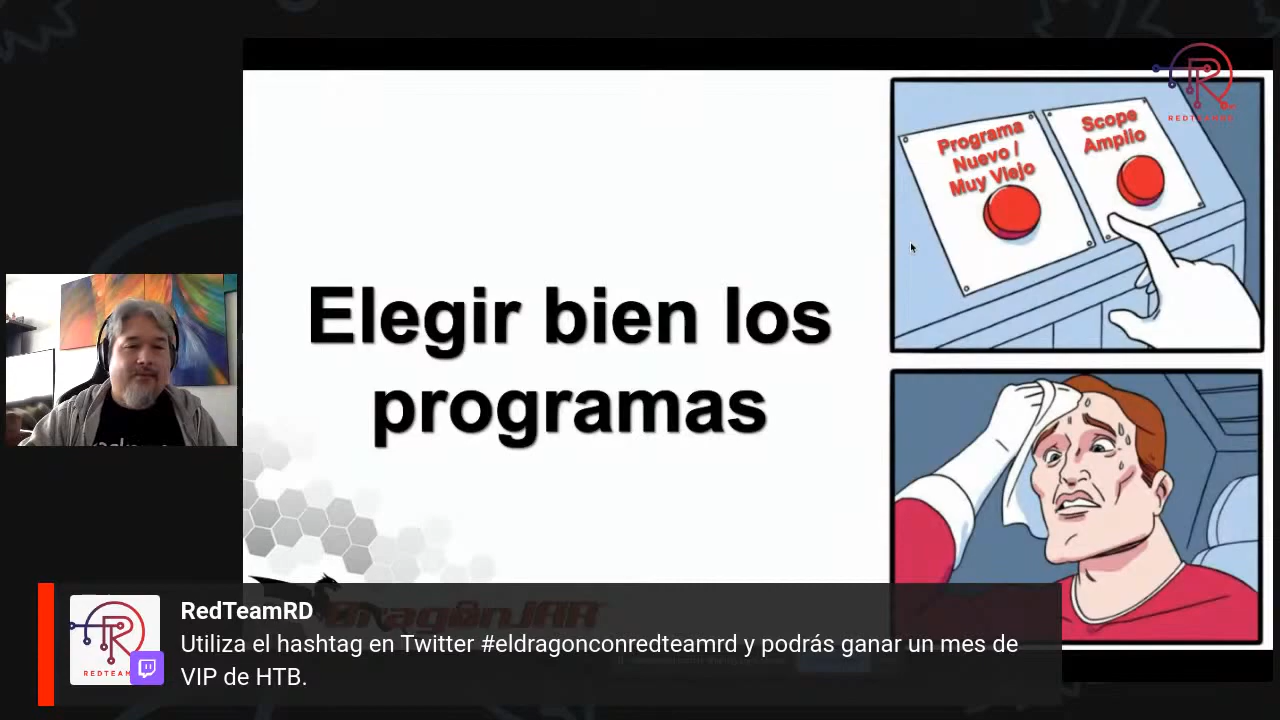 REDTEAMRD
Programa
Nuevo /
Muy Viejo
Scope
Amplio
Elegir bien los
programas
DragonJAR
RedTeamRD
Utiliza el hashtag en Twitter #eldragonconredteamrd y podrás ganar un mes de
VIP de HTB.